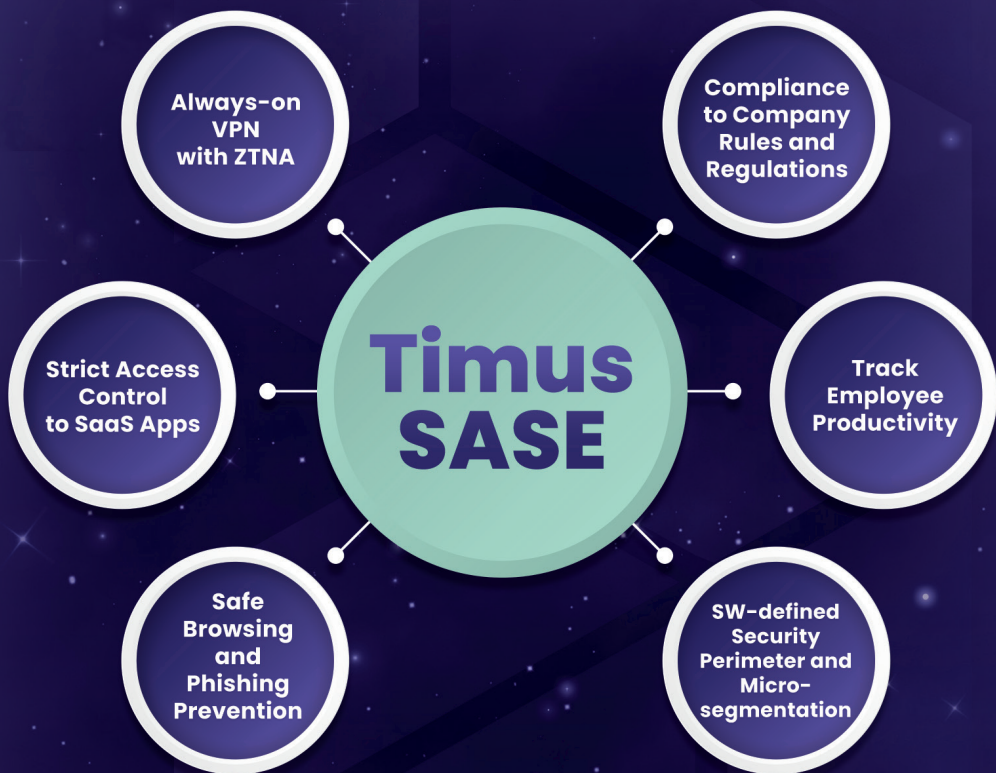 Always-on
VPN
with ZTNA
Compliance
to Company
Rules and
Regulations
Strict Access
Control
to SaaS Apps
Timus
SASE
Track
Employee
Productivity
Safe
Browsing
and
Phishing
Prevention
SW-defined
Security
Perimeter and
Micro-
segmentation